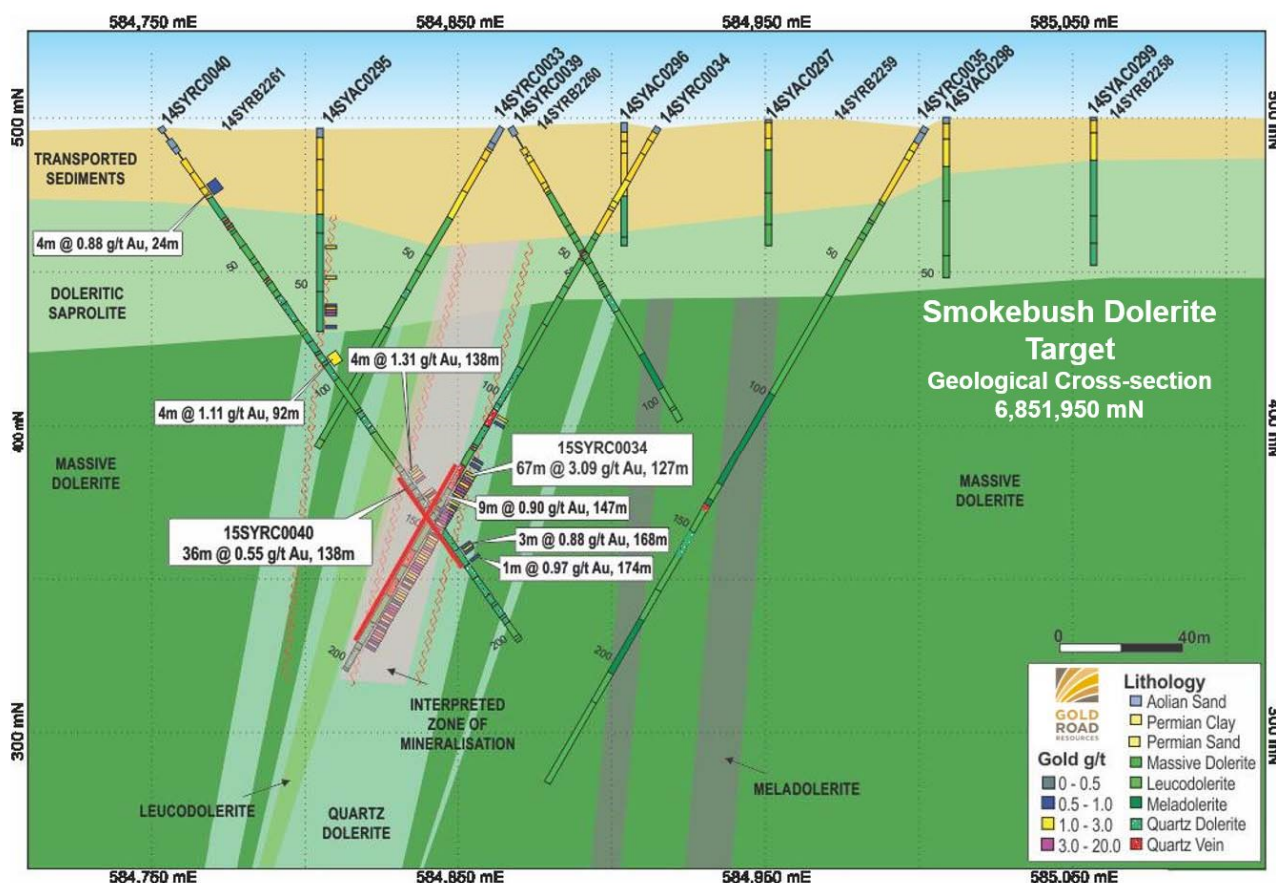 584,750 mE
584,850 mE
584,950 mE
585,050 mE
14SYRC0040
14SYRB2261
14SYAC0295
14SYRC0033
14SYRC0039
14SYRB2260
14SYAC0296
14SYRC0034
14SYAC0297
14SYRB2259
14SYRC0035
14SYAC0298
14SYAC0299
14SYRB2258
500 mN
500 mN
TRANSPORTED
SEDIMENTS
4m @ 0.88 g/t Au, 24m
50
50
50
50
50
50
DOLERITIC
SAPROLITE
Smokebush Dolerite
Target
Geological Cross-section
6,851,950 mN
4m @ 1.31 g/t Au, 138m
4m @ 1.11 g/t Au, 92m
100
100
100
100
400 mN
400 mN
MASSIVE
DOLERITE
15SYRC0034
67m @ 3.09 g/t Au, 127m
MASSIVE
DOLERITE
9m @ 0.90 g/t Au, 147m
15SYRC0040
36m @ 0.55 g/t Au, 138m
150
150
3m @ 0.88 g/t Au, 168m
1m @ 0.97 g/t Au, 174m
200
200
200
0
40m
INTERPRETED
ZONE OF
MINERALISATION
300 mN
300 mN
LEUCODOLERITE
QUARTZ
DOLERITE
MELADOLERITE
GOLD
ROAD
RESOURCES
Gold g/t
0 - 0.5
0.5 - 1.0
1.0 - 3.0
3.0 - 20.0
Lithology
Aolian Sand
Permian Clay
Permian Sand
Massive Dolerite
Leucodolerite
Meladolerite
Quartz Dolerite
Quartz Vein
584,750 mE
584,850 mE
584,950 mE
585,050 mE